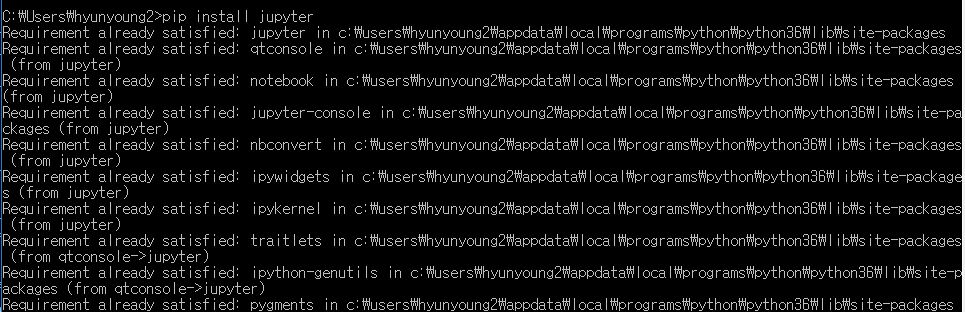 C:₩Users₩hyunyoung2>pip install jupyter
Requirement already satisfied: jupyter in c:₩users₩hyunyoung2₩appdata₩local₩programs₩python₩python36₩lib₩site-packages
Requirement already satisfied: qtconsole in c:₩users₩hyunyoung2₩appdata₩local₩programs₩python₩python36₩lib₩site-packages
 (from jupyter)
Requirement already satisfied: notebook in c:₩users₩hyunyoung2₩appdata₩local₩programs₩python₩python36₩lib₩site-packages
(from jupyter)
Requirement already satisfied: jupyter-console in c:₩users₩hyunyoung2₩appdata₩local₩programs₩python₩python36₩lib₩site-pa
ckages (from jupyter)
Requirement already satisfied: nbconvert in c:₩users₩hyunyoung2₩appdata₩local₩programs₩python₩python36₩lib₩site-packages
 (from jupyter)
Requirement already satisfied: ipywidgets in c:₩users₩hyunyoung2₩appdata₩local₩programs₩python₩python36₩lib₩site-package
s (from jupyter)
Requirement already satisfied: ipykernel in c:₩users₩hyunyoung2₩appdata₩local₩programs₩python₩python36₩lib₩site-packages
 (from jupyter)
Requirement already satisfied: traitlets in c:₩users₩hyunyoung2₩appdata₩local₩programs₩python₩python36₩lib₩site-packages
 (from qtconsole->jupyter)
Requirement already satisfied: ipython-genutils in c:₩users₩hyunyoung2₩appdata₩local₩programs₩python₩python36₩lib₩site-p
ackages (from qtconsole->jupyter)
Requirement already satisfied: pygments in c:₩users₩hyunyoung2₩appdata₩local₩programs₩python₩python36₩lib₩site-packages